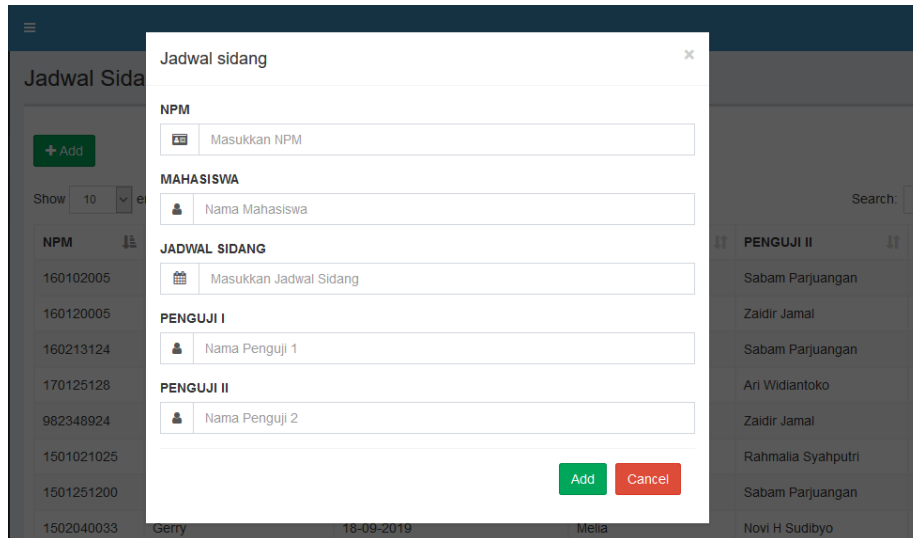 Jadwal Sida
Jadwal sidang
×
NPM
Masukkan NPM
MAHASISWA
Nama Mahasiswa
JADWAL SIDANG
Masukkan Jadwal Sidang
PENGUJI I
Nama Penguji 1
PENGUJI II
Nama Penguji 2
Add Cancel
+ Add
Show 10 e
Search:
NPM PENGUJI II
160102005 Sabam Parjuangan
160120005 Zaidir Jamal
160213124 Sabam Parjuangan
170125128 Ari Widiantoko
982348924 Zaidir Jamal
1501021025 Rahmalia Syahputri
1501251200 Sabam Parjuangan
1502040033 Gerry 18-09-2019 Melia Novi H Sudibyo